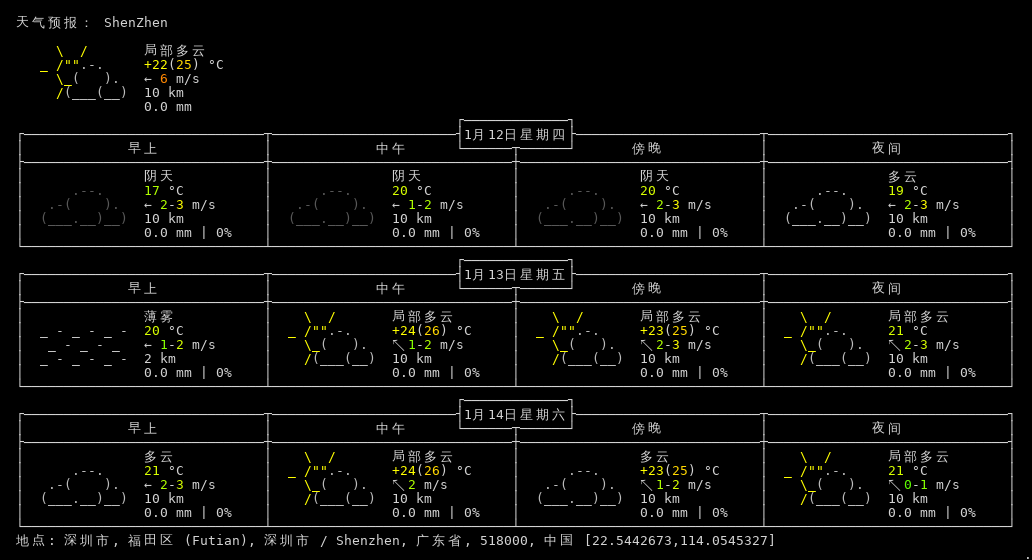 天气预报： ShenZhen
局部多云
+22(25) °C
← 6 m/s
10 km
0.0 mm
1月12日星期四
早上 中午 傍晚 夜间
阴天 阴天 阴天 多云
17 °C 20 °C 20 °C 19 °C
← 2-3 m/s ← 1-2 m/s ← 2-3 m/s ← 2-3 m/s
10 km 10 km 10 km 10 km
0.0 mm | 0% 0.0 mm | 0% 0.0 mm | 0% 0.0 mm | 0%
1月13日星期五
早上 中午 傍晚 夜间
薄雾 局部多云 局部多云 局部多云
20 °C +24(26) °C +23(25) °C 21 °C
← 1-2 m/s ↖ 1-2 m/s ↖ 2-3 m/s ↖ 2-3 m/s
2 km 10 km 10 km 10 km
0.0 mm | 0% 0.0 mm | 0% 0.0 mm | 0% 0.0 mm | 0%
1月14日星期六
早上 中午 傍晚 夜间
多云 局部多云 多云 局部多云
21 °C +24(26) °C +23(25) °C 21 °C
← 2-3 m/s ↖ 2 m/s ↖ 1-2 m/s ↖ 0-1 m/s
10 km 10 km 10 km 10 km
0.0 mm | 0% 0.0 mm | 0% 0.0 mm | 0% 0.0 mm | 0%
地点: 深圳市, 福田区 (Futian), 深圳市 / Shenzhen, 广东省, 518000, 中国 [22.5442673,114.0545327]